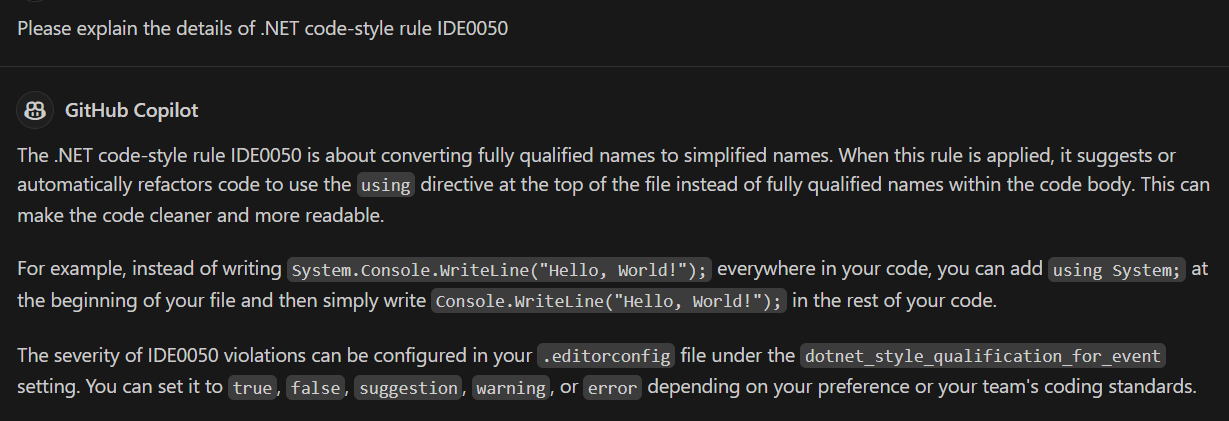 Please explain the details of .NET code-style rule IDE0050
GitHub Copilot
The .NET code-style rule IDE0050 is about converting fully qualified names to simplified names. When this rule is applied, it suggests or
automatically refactors code to use the using directive at the top of the file instead of fully qualified names within the code body. This can
make the code cleaner and more readable.
For example, instead of writing System.Console.WriteLine("Hello, World!"); everywhere in your code, you can add using System; at
the beginning of your file and then simply write Console.WriteLine("Hello, World!"); in the rest of your code.
The severity of IDE0050 violations can be configured in your .editorconfig file under the dotnet_style_qualification_for_event
setting. You can set it to true, false, suggestion, warning, or error depending on your preference or your team's coding standards.